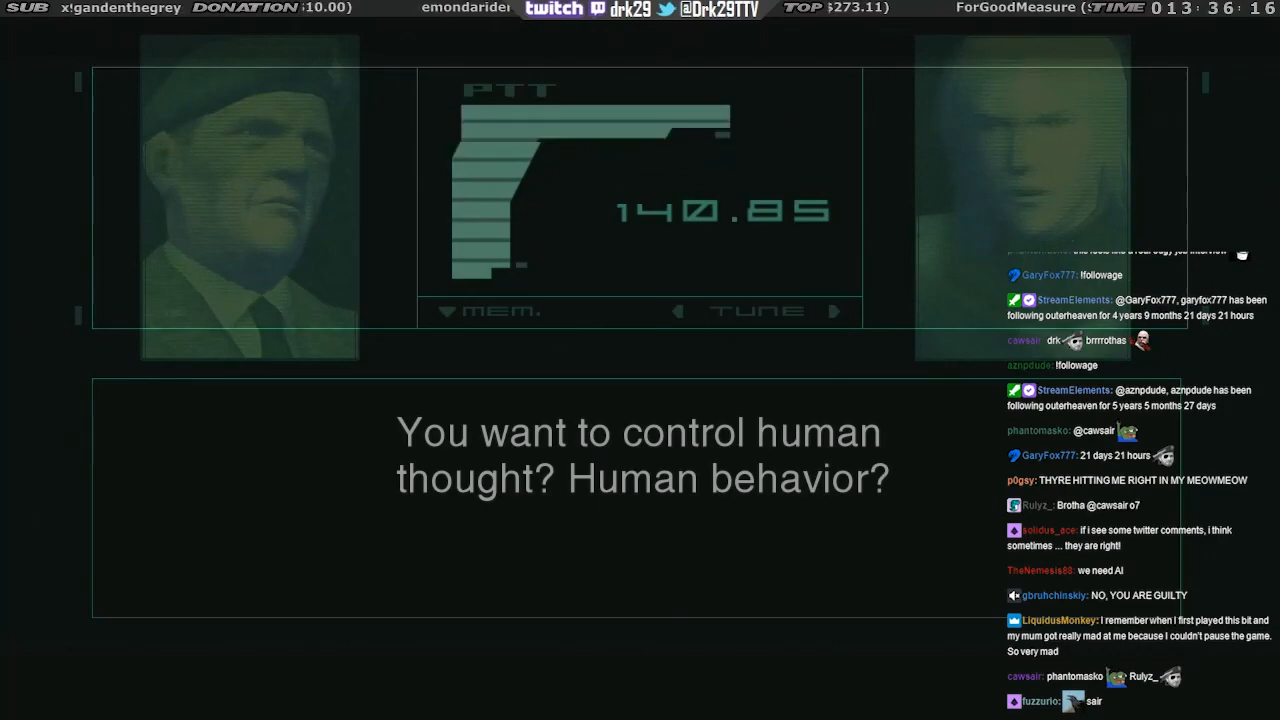 SUB x!gandenthegrey DONATION $10.00) emondarider twitch drk29 @Drk29TTV TOP $273.11) ForGoodMeasure ($ TIME 013:36:16
PTT
140.85
MEM.
TUNE
You want to control human
thought? Human behavior?
GaryFox777: !followage
StreamElements: @GaryFox777, garyfox777 has been
following outerheaven for 4 years 9 months 21 days 21 hours
cawsair: drk brrrrothas
aznpdude: !followage
StreamElements: @aznpdude, aznpdude has been
following outerheaven for 5 years 5 months 27 days
phantomasko: @cawsair
GaryFox777: 21 days 21 hours
p0gsy: THYRE HITTING ME RIGHT IN MY MEOWMEOW
Rulyz_: Brotha @cawsair o7
solidus_ace: if i see some twitter comments, i think
sometimes ... they are right!
TheNemesis88: we need AI
gbruhchinskiy: NO, YOU ARE GUILTY
LiquidusMonkey: I remember when I first played this bit and
my mum got really mad at me because I couldn't pause the game.
So very mad
cawsair: phantomasko Rulyz_
fuzzurio: sair